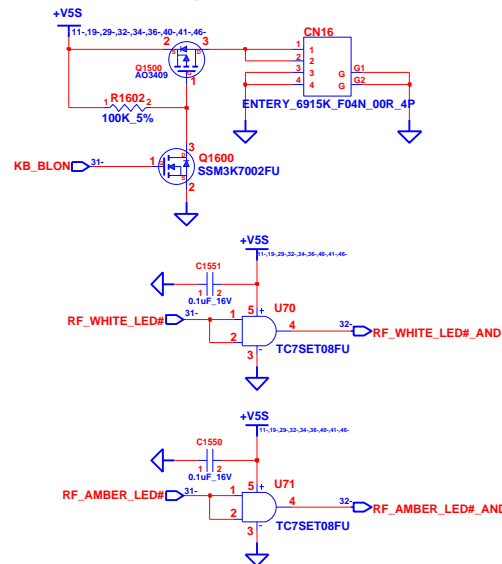 +V5S
11-,19-,29-,32-,34-,36-,40-,41-,46-
2 3
Q1500
AO3409
1
CN16
1 1
2 2
3 3
4 4
G G1
G G2
ENTERY_6915K_F04N_00R_4P
1 R1602 2
100K_5%
KB_BLON 31-
1
3
Q1600
SSM3K7002FU
2
+V5S
11-,19-,29-,32-,34-,36-,40-,41-,46-
C1551
1 2
0.1uF_16V
U70
5 +
RF_WHITE_LED# 31- 1
2
4 32- RF_WHITE_LED#_AND
3 -
TC7SET08FU
+V5S
11-,19-,29-,32-,34-,36-,40-,41-,46-
C1550
1 2
0.1uF_16V
U71
5 +
RF_AMBER_LED# 31- 1
2
4 32- RF_AMBER_LED#_AND
3 -
TC7SET08FU